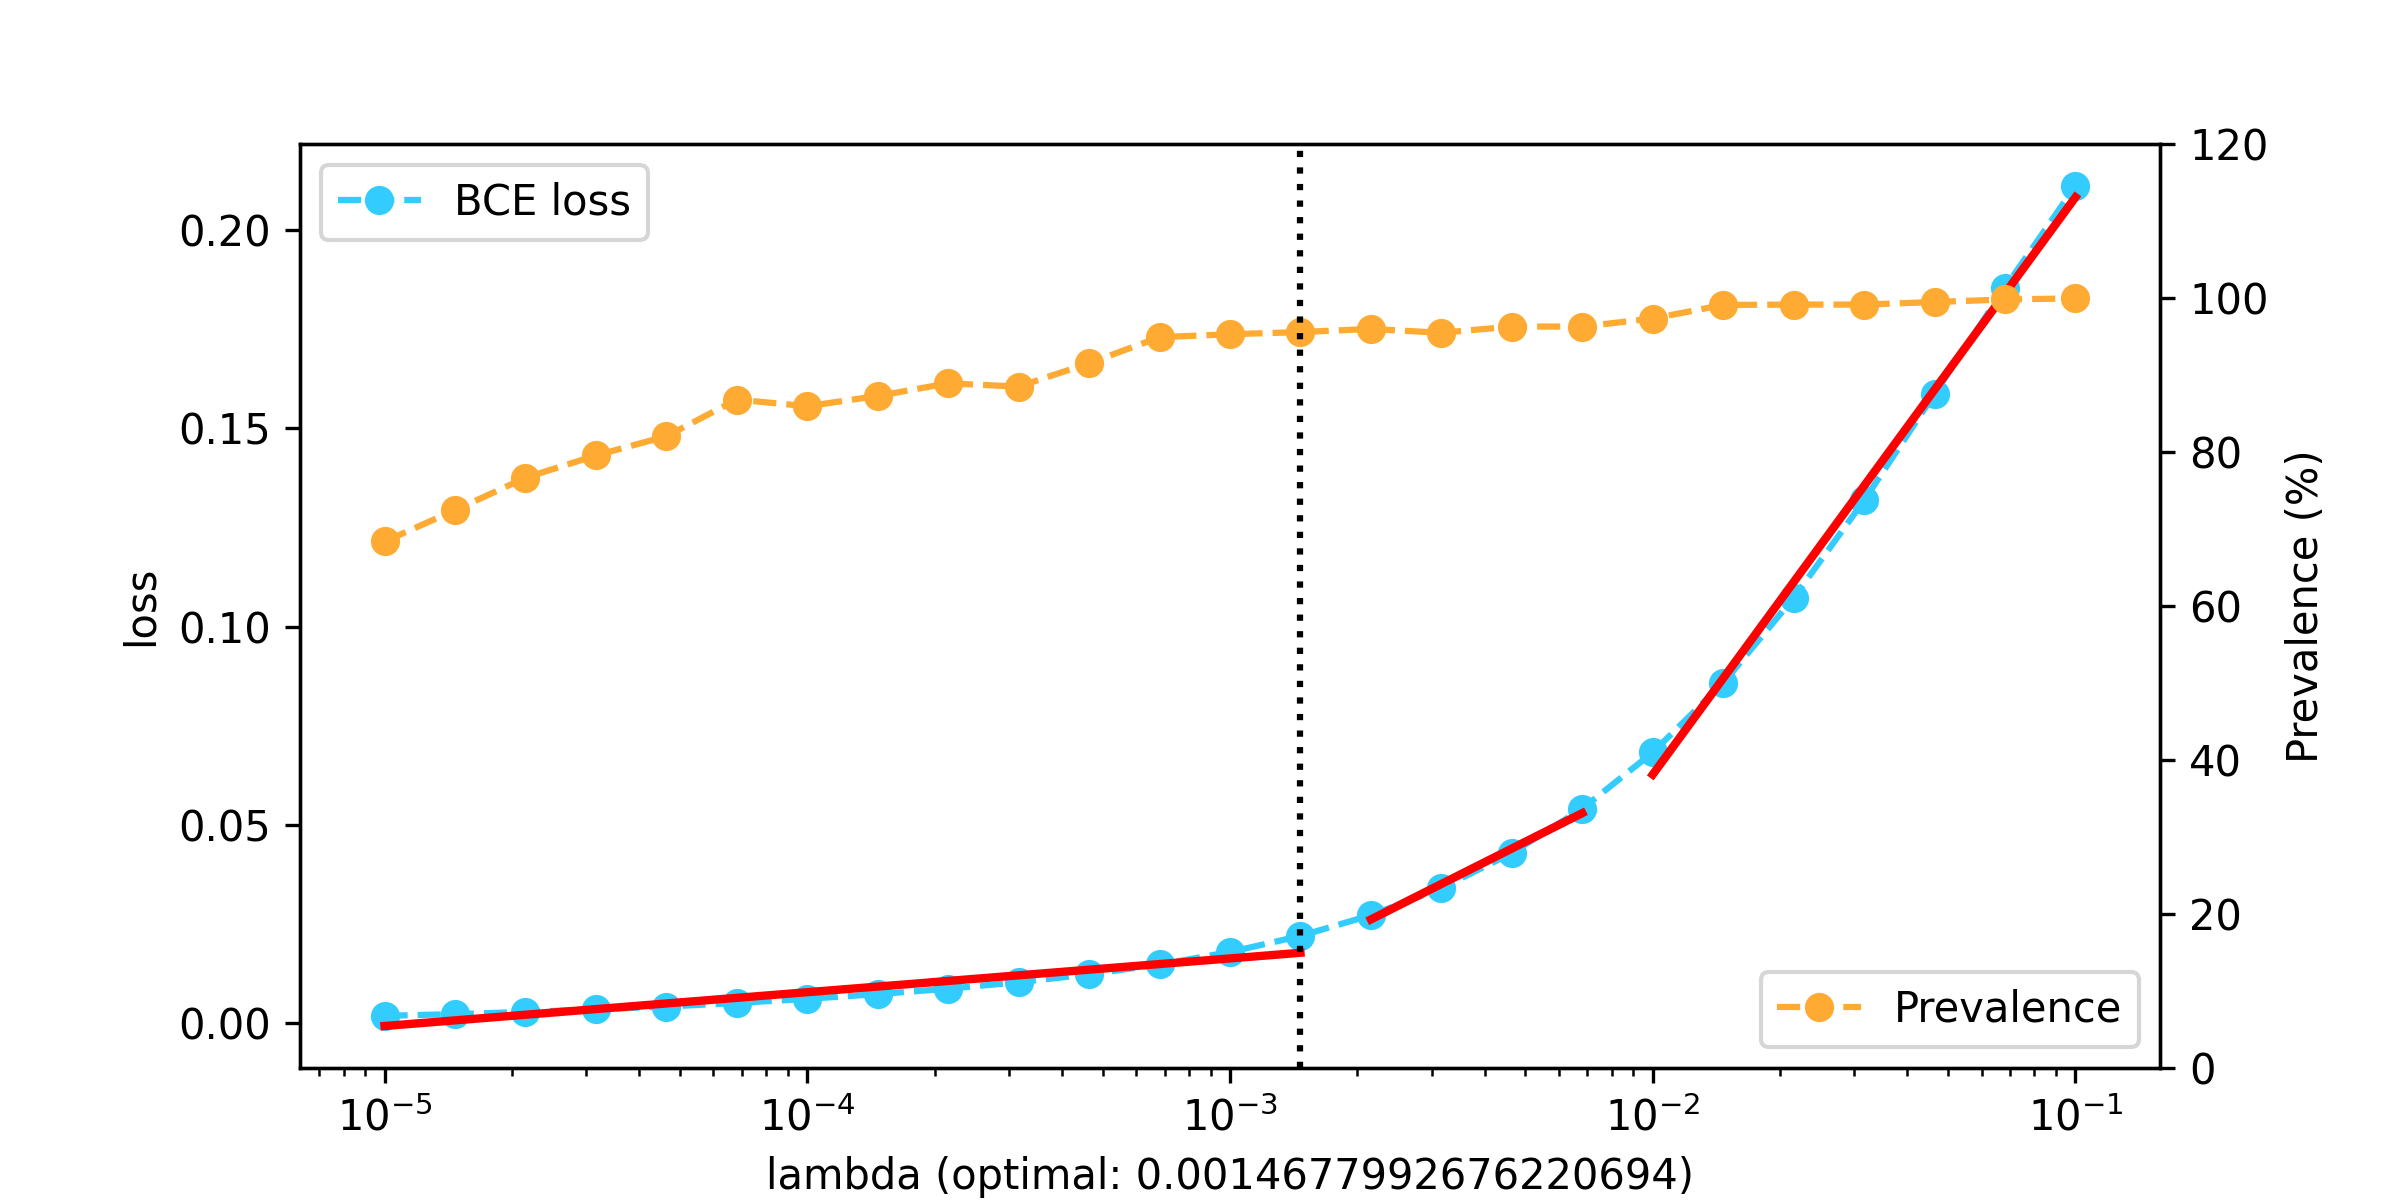 BCE loss
Prevalence
loss
0.20
0.15
0.10
0.05
0.00
Prevalence (%)
120
100
80
60
40
20
0
10⁻⁵ 10⁻⁴ 10⁻³ 10⁻² 10⁻¹
lambda (optimal: 0.0014677992676220694)